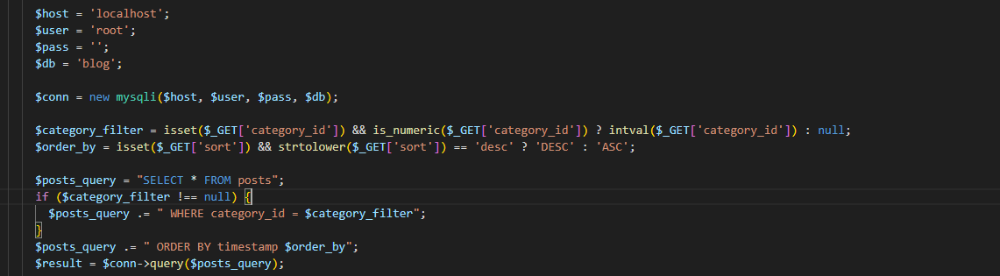 $host = 'localhost';
$user = 'root';
$pass = '';
$db = 'blog';
$conn = new mysqli($host, $user, $pass, $db);
$category_filter = isset($_GET['category_id']) && is_numeric($_GET['category_id']) ? intval($_GET['category_id']) : null;
$order_by = isset($_GET['sort']) && strtolower($_GET['sort']) == 'desc' ? 'DESC' : 'ASC';
$posts_query = "SELECT * FROM posts";
if ($category_filter !== null) {
$posts_query .= " WHERE category_id = $category_filter";
}
$posts_query .= " ORDER BY timestamp $order_by";
$result = $conn->query($posts_query);